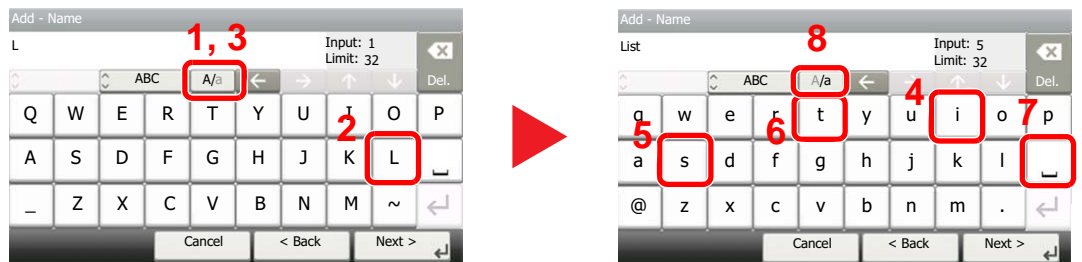 Add - Name
L
1, 3
Input: 1
Limit: 32
ABC
A/a
Del.
Q W E R T Y U I O P
2
A S D F G H J K L
_ Z X C V B N M ~
Cancel
< Back
Next >
Add - Name
List
8
Input: 5
Limit: 32
ABC
A/a
Del.
4
7
q w e r t y u i o p
5
6
a s d f g h j k l
@ z x c v b n m .
Cancel
< Back
Next >